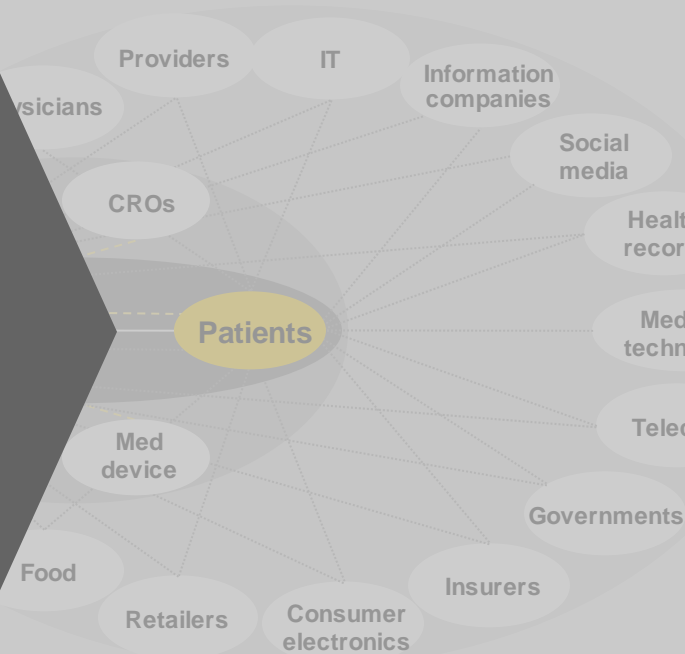 Providers
IT
Information
companies
Social
media
CROs
Patients
Med
device
Governments
Food
Retailers
Consumer
electronics
Insurers